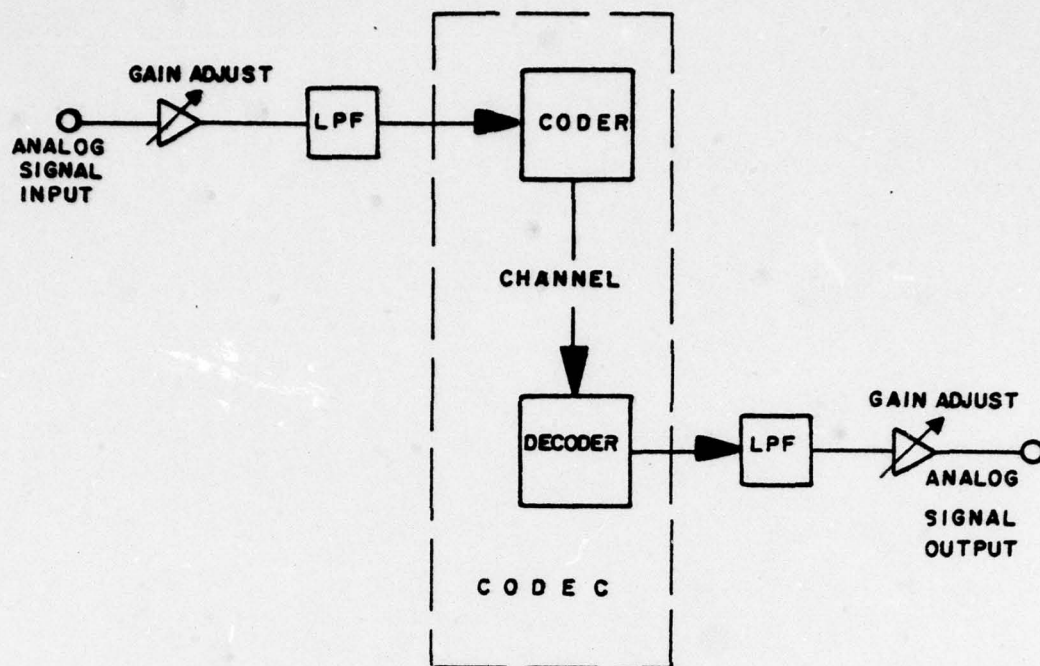 GAIN ADJUST
ANALOG
SIGNAL
INPUT
LPF
CODER
CHANNEL
DECODER
LPF
GAIN ADJUST
ANALOG
SIGNAL
OUTPUT
CODEC